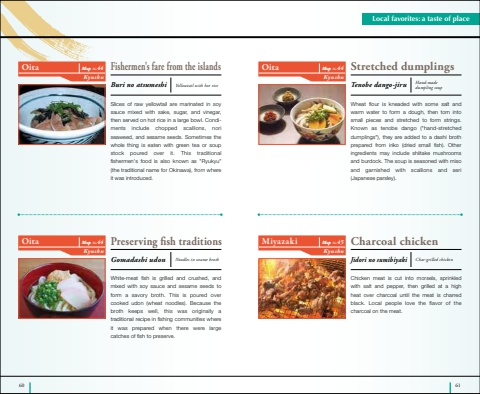 Local favorites: a taste of place
Oita
Map No.44
Kyushu
Fishermen's fare from the islands
Buri no atsumeshi
Yellowtail with hot rice
Slices of raw yellowtail are marinated in soy
sauce mixed with sake, sugar, and vinegar,
then served on hot rice in a large bowl. Condi-
ments include chopped scallions, nori
seaweed, and sesame seeds. Sometimes the
whole thing is eaten with green tea or soup
stock poured over it. This traditional
fishermen's food is also known as "Ryukyu"
(the traditional name for Okinawa), from where
it was introduced.
Oita
Map No.44
Kyushu
Stretched dumplings
Tenobe dango-jiru
Hand-made
dumpling soup
Wheat flour is kneaded with some salt and
warm water to form a dough, then torn into
small pieces and stretched to form strings.
Known as tenobe dango ("hand-stretched
dumplings"), they are added to a dashi broth
prepared from iriko (dried small fish). Other
ingredients may include shiitake mushrooms
and burdock. The soup is seasoned with miso
and garnished with scallions and seri
(Japanese parsley).
Oita
Map No.44
Kyushu
Preserving fish traditions
Gomadashi udon
Noodles in sesame broth
White-meat fish is grilled and crushed, and
mixed with soy sauce and sesame seeds to
form a savory broth. This is poured over
cooked udon (wheat noodles). Because the
broth keeps well, this was originally a
traditional recipe in fishing communities where
it was prepared when there were large
catches of fish to preserve.
Miyazaki
Map No.45
Kyushu
Charcoal chicken
Jidori no sumibiyaki
Char-grilled chicken
Chicken meat is cut into morsels, sprinkled
with salt and pepper, then grilled at a high
heat over charcoal until the meat is charred
black. Local people love the flavor of the
charcoal on the meat.
60
61